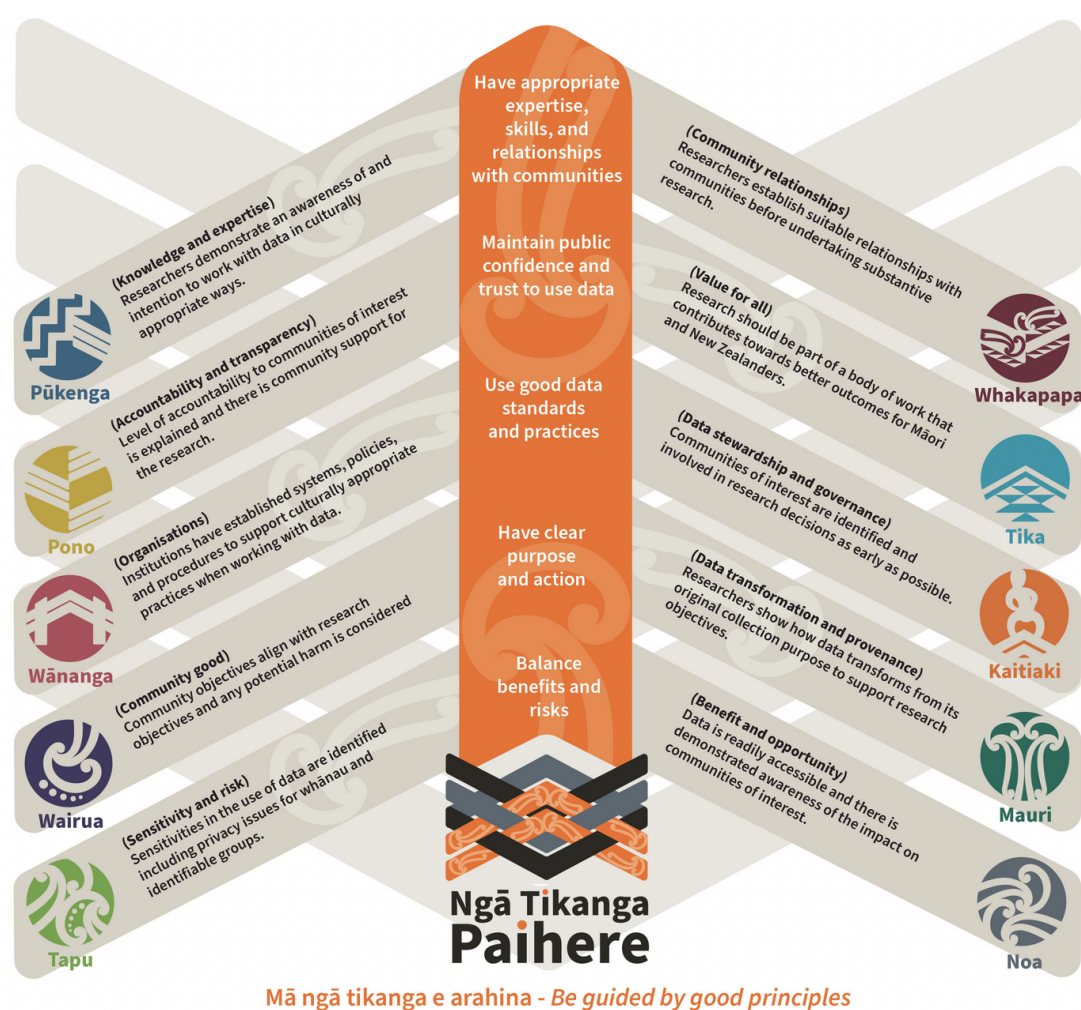 Have appropriate
expertise,
skills, and
relationships
with communities
Maintain public
confidence and
trust to use data
Use good data
standards
and practices
Have clear
purpose
and action
Balance
benefits and
risks
(Knowledge and expertise)
Researchers demonstrate an awareness of and
intention to work with data in culturally
appropriate ways.
Pūkenga
(Accountability and transparency)
Level of accountability to communities of interest
is explained and there is community support for
the research.
Pono
(Organisations)
Institutions have established systems, policies,
and procedures to support culturally appropriate
practices when working with data.
Wānanga
(Community good)
Community objectives align with research
objectives and any potential harm is considered
Wairua
(Sensitivity and risk)
Sensitivities in the use of data are identified
including privacy issues for whānau and
identifiable groups.
Tapu
(Community relationships)
Researchers establish suitable relationships with
communities before undertaking substantive
research.
Whakapapa
(Value for all)
Research should be part of a body of work that
contributes towards better outcomes for Māori
and New Zealanders.
Tika
(Data stewardship and governance)
Communities of interest are identified and
involved in research decisions as early as possible.
Kaitiaki
(Data transformation and provenance)
Researchers show how data transforms from its
original collection purpose to support research
objectives.
Mauri
(Benefit and opportunity)
Data is readily accessible and there is
demonstrated awareness of the impact on
communities of interest.
Noa
Ngā Tikanga
Paihere
Mā ngā tikanga e arahina - Be guided by good principles